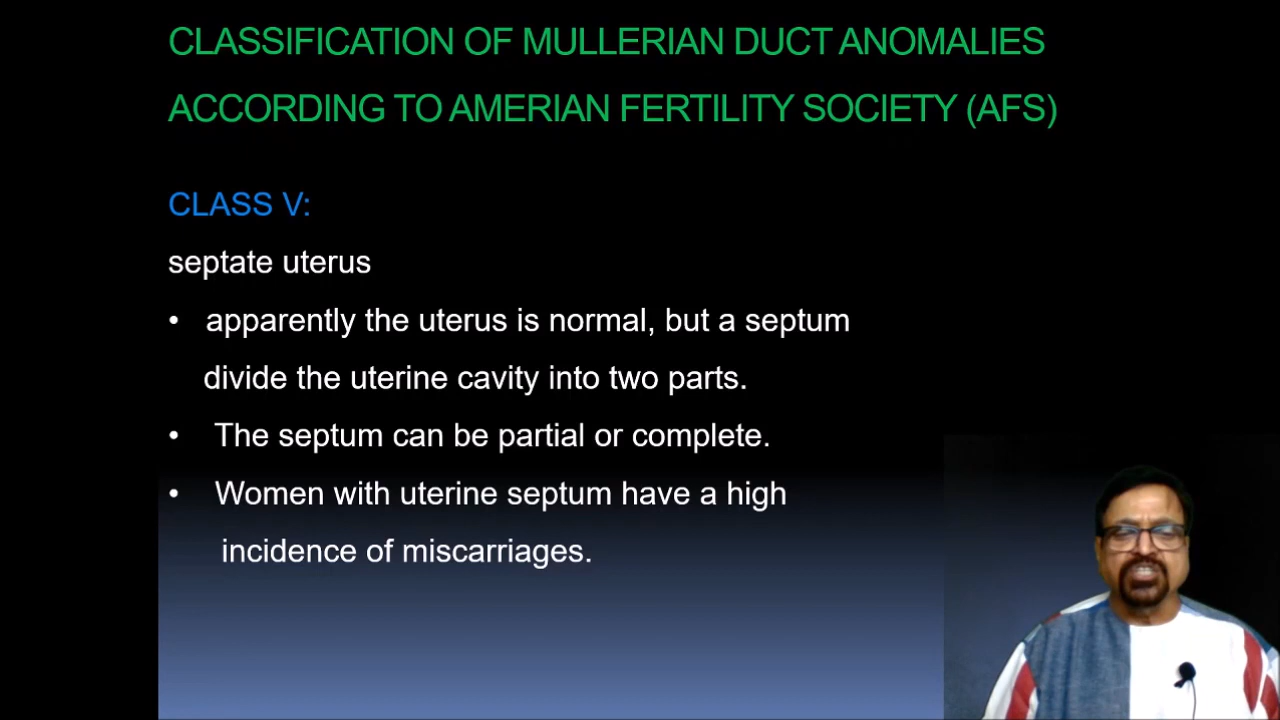 CLASSIFICATION OF MULLERIAN DUCT ANOMALIES
ACCORDING TO AMERIAN FERTILITY SOCIETY (AFS)
CLASS V:
septate uterus
• apparently the uterus is normal, but a septum
divide the uterine cavity into two parts.
• The septum can be partial or complete.
• Women with uterine septum have a high
incidence of miscarriages.